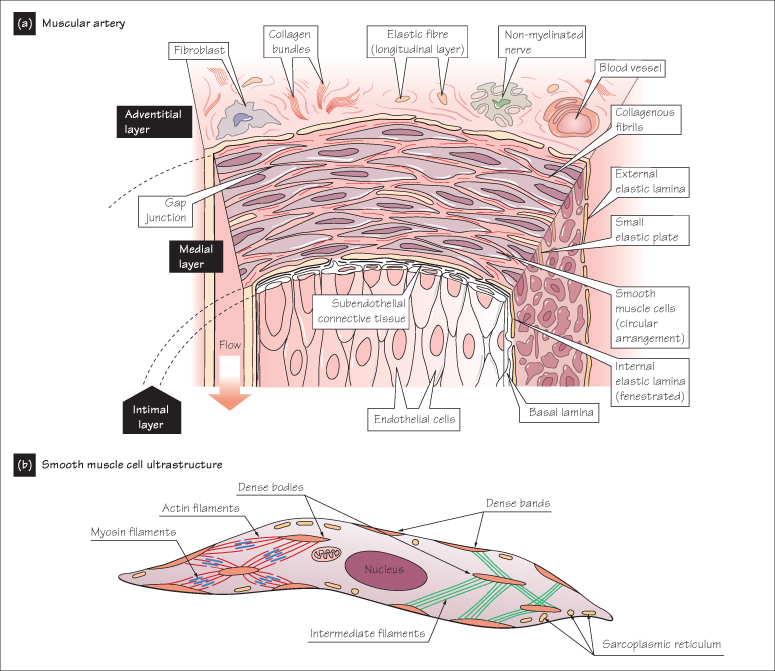 (a) Muscular artery
Fibroblast
Collagen
bundles
Elastic fibre
(longitudinal layer)
Non-myelinated
nerve
Blood vessel
Adventitial
layer
Collagenous
fibrils
External
elastic lamina
Gap
junction
Small
elastic plate
Medial
layer
Subendothelial
connective tissue
Smooth
muscle cells
(circular
arrangement)
Flow
Internal
elastic lamina
(fenestrated)
Intimal
layer
Endothelial cells
Basal lamina
(b) Smooth muscle cell ultrastructure
Dense bodies
Actin filaments
Dense bands
Myosin filaments
Nucleus
Intermediate filaments
Sarcoplasmic reticulum